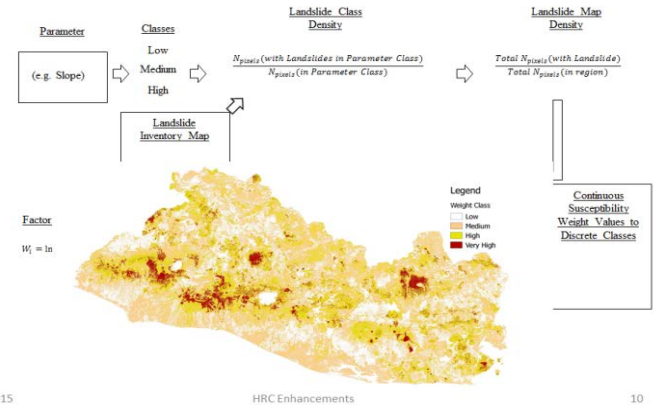 Parameter
(e.g. Slope)
Classes
Low
Medium
High
Landslide Class
Density
N_pixels(with Landslides in Parameter Class)
N_pixels(in Parameter Class)
Landslide Map
Density
Total N_pixels(with Landslide)
Total N_pixels(in region)
Landslide
Inventory Map
Factor
W_i = ln
Legend
Weight Class
Low
Medium
High
Very High
Continuous
Susceptibility
Weight Values to
Discrete Classes
15
HRC Enhancements
10